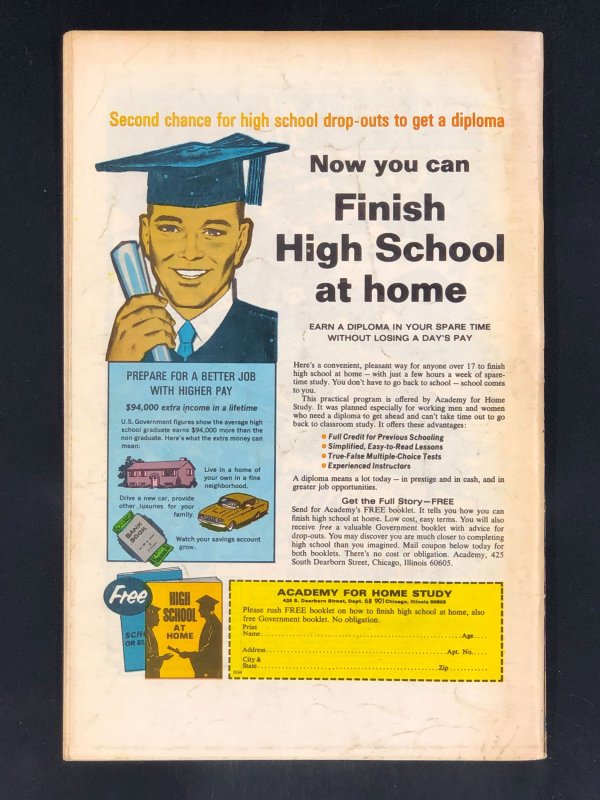 Second chance for high school drop-outs to get a diploma
Now you can
Finish
High School
at home
EARN A DIPLOMA IN YOUR SPARE TIME
WITHOUT LOSING A DAY'S PAY
PREPARE FOR A BETTER JOB
WITH HIGHER PAY
$94,000 extra income in a lifetime
U.S. Government figures show the average high
school graduate earns $94,000 more than the
non-graduate. Here's what the extra money can
mean:
Live in a home of
your own in a fine
neighborhood.
Drive a new car, provide
other luxuries for your
family.
BANK
BOOK
Watch your savings account
grow.
Here's a convenient, pleasant way for anyone over 17 to finish
high school at home — with just a few hours a week of spare-
time study. You don't have to go back to school — school comes
to you.
This practical program is offered by Academy for Home
Study. It was planned especially for working men and women
who need a diploma to get ahead and can't take time out to go
back to classroom study. It offers these advantages:
• Full Credit for Previous Schooling
• Simplified, Easy-to-Read Lessons
• True-False Multiple-Choice Tests
• Experienced Instructors
A diploma means a lot today — in prestige and in cash, and in
greater job opportunities.
Get the Full Story—FREE
Send for Academy's FREE booklet. It tells you how you can
finish high school at home. Low cost, easy terms. You will also
receive free a valuable Government booklet with advice for
drop-outs. You may discover you are much closer to completing
high school than you imagined. Mail coupon below today for
both booklets. There's no cost or obligation. Academy, 425
South Dearborn Street, Chicago, Illinois 60605.
Free
SCH
OR EL
HIGH
SCHOOL
AT
HOME
ACADEMY FOR HOME STUDY
425 S. Dearborn Street, Dept. 68 901 Chicago, Illinois 60605
Please rush FREE booklet on how to finish high school at home, also
free Government booklet. No obligation.
Print
Name Age
Address Apt. No.
City &
State Zip